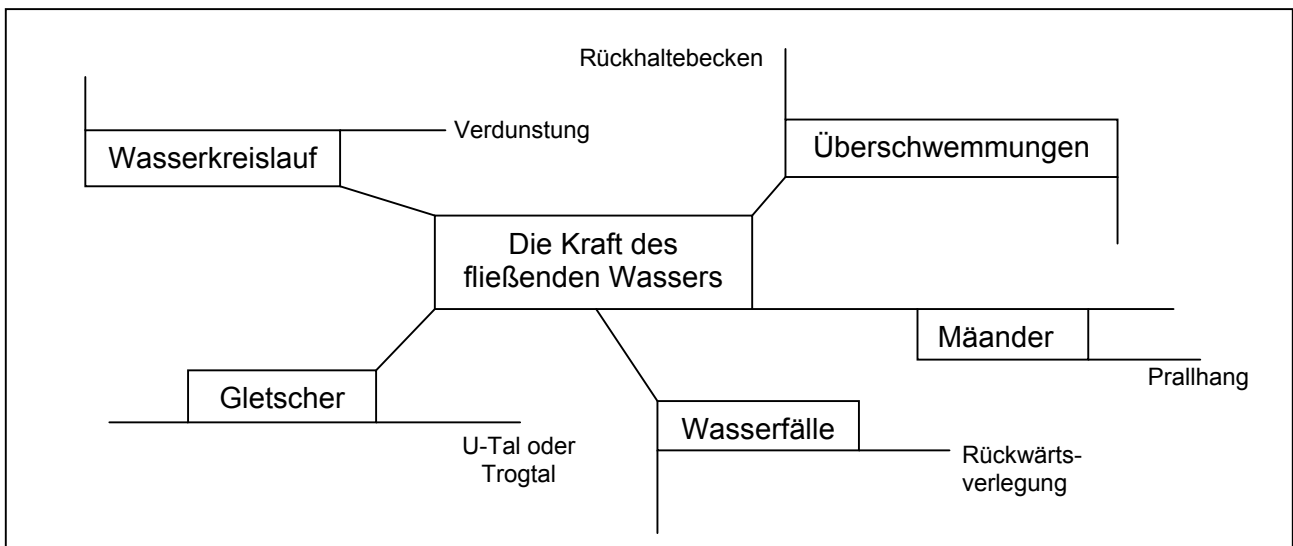 Rückhaltebecken
Verdunstung
Wasserkreislauf
Überschwemmungen
Die Kraft des
fließenden Wassers
Mäander
Prallhang
Gletscher
U-Tal oder
Trogtal
Wasserfälle
Rückwärts-
verlegung